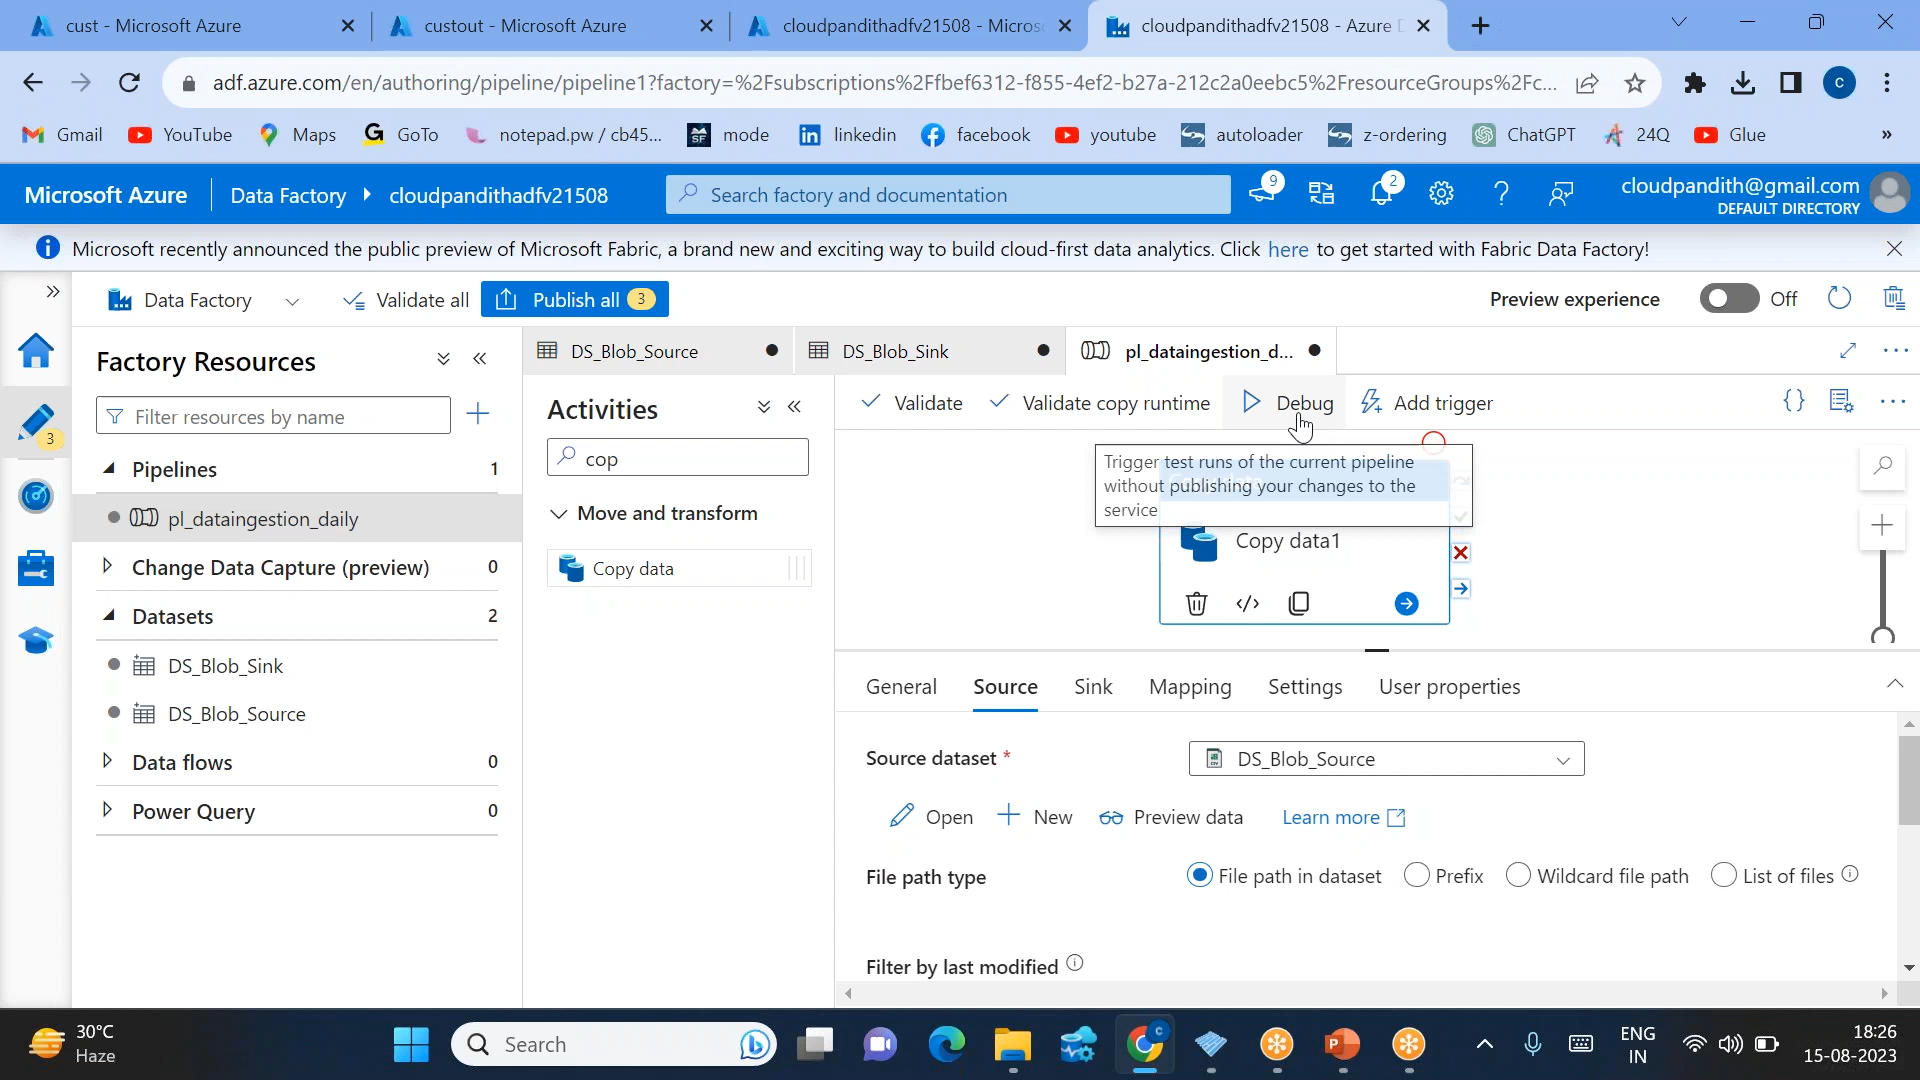 cust - Microsoft Azure
custout - Microsoft Azure
cloudpandithadfv21508 - Micros
cloudpandithadfv21508 - Azure D
adf.azure.com/en/authoring/pipeline/pipeline1?factory=%2Fsubscriptions%2Ffbef6312-f855-4ef2-b27a-212c2a0eebc5%2FresourceGroups%2Fc...
C
Gmail
YouTube
Maps
GoTo
notepad.pw / cb45...
mode
linkedin
facebook
youtube
autoloader
z-ordering
ChatGPT
24Q
Glue
»
Microsoft Azure
Data Factory
cloudpandithadfv21508
Search factory and documentation
9
2
cloudpandith@gmail.com
DEFAULT DIRECTORY
Microsoft recently announced the public preview of Microsoft Fabric, a brand new and exciting way to build cloud-first data analytics. Click here to get started with Fabric Data Factory!
Data Factory
Validate all
Publish all 3
Preview experience
Off
3
Factory Resources
Filter resources by name
Pipelines 1
pl_dataingestion_daily
Change Data Capture (preview) 0
Datasets 2
DS_Blob_Sink
DS_Blob_Source
Data flows 0
Power Query 0
DS_Blob_Source
DS_Blob_Sink
pl_dataingestion_d...
Activities
cop
Move and transform
Copy data
Validate
Validate copy runtime
Debug
Add trigger
Trigger test runs of the current pipeline
without publishing your changes to the
service
Copy data1
General
Source
Sink
Mapping
Settings
User properties
Source dataset *
DS_Blob_Source
Open
New
Preview data
Learn more
File path type
File path in dataset
Prefix
Wildcard file path
List of files
Filter by last modified
30°C
Haze
Search
ENG
IN
18:26
15-08-2023